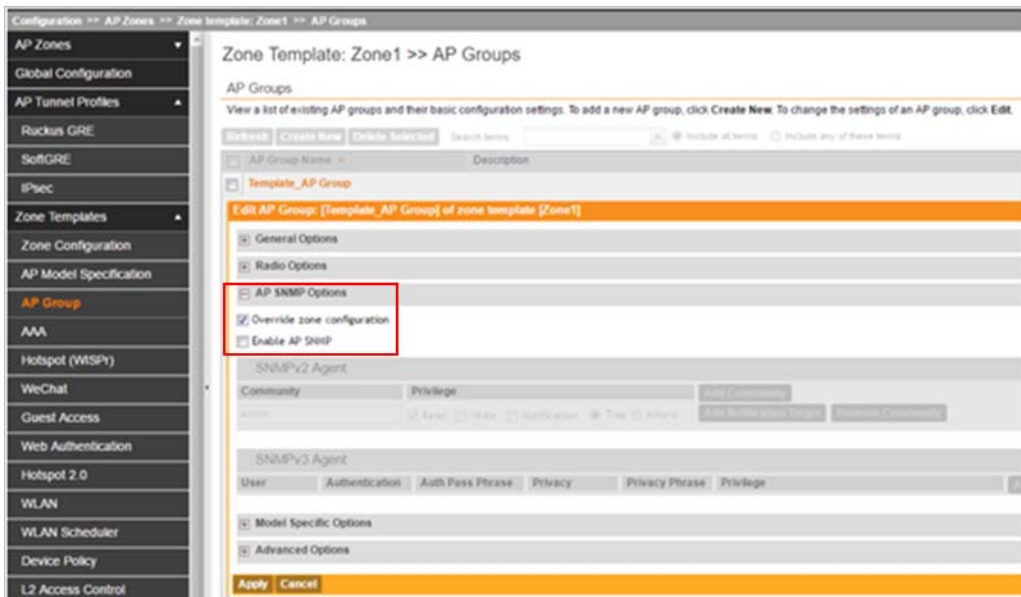 Configuration >> AP Zones >> Zone template: Zone1 >> AP Groups
AP Zones
Global Configuration
AP Tunnel Profiles
Ruckus GRE
SoftGRE
IPsec
Zone Templates
Zone Configuration
AP Model Specification
AP Group
AAA
Hotspot (WISPr)
WeChat
Guest Access
Web Authentication
Hotspot 2.0
WLAN
WLAN Scheduler
Device Policy
L2 Access Control
Zone Template: Zone1 >> AP Groups
AP Groups
View a list of existing AP groups and their basic configuration settings. To add a new AP group, click Create New. To change the settings of an AP group, click Edit.
Refresh Create New Delete Selected Search terms: Include all terms Include any of these terms
AP Group Name Description
Template_AP Group
Edit AP Group: [Template_AP Group] of zone template [Zone1]
General Options
Radio Options
AP SNMP Options
Override zone configuration
Enable AP SNMP
SNMPv2 Agent
Community Privilege Add Community
Read Write Notification Trap Inform Add Notification Target Remove Community
SNMPv3 Agent
User Authentication Auth Pass Phrase Privacy Privacy Phrase Privilege
Model Specific Options
Advanced Options
Apply Cancel